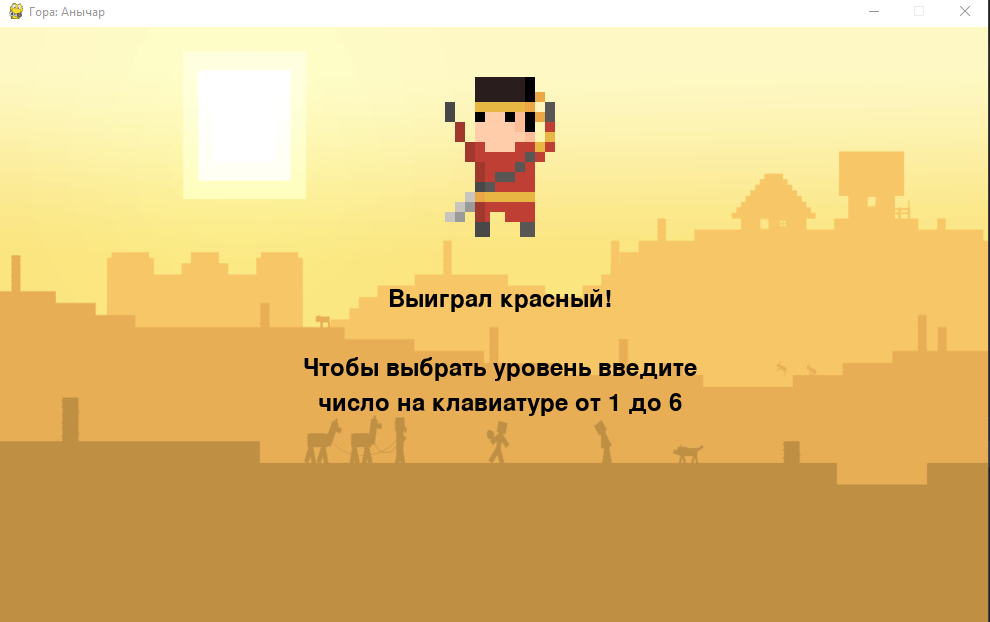 Гора: Анычар
Выиграл красный!
Чтобы выбрать уровень введите
число на клавиатуре от 1 до 6